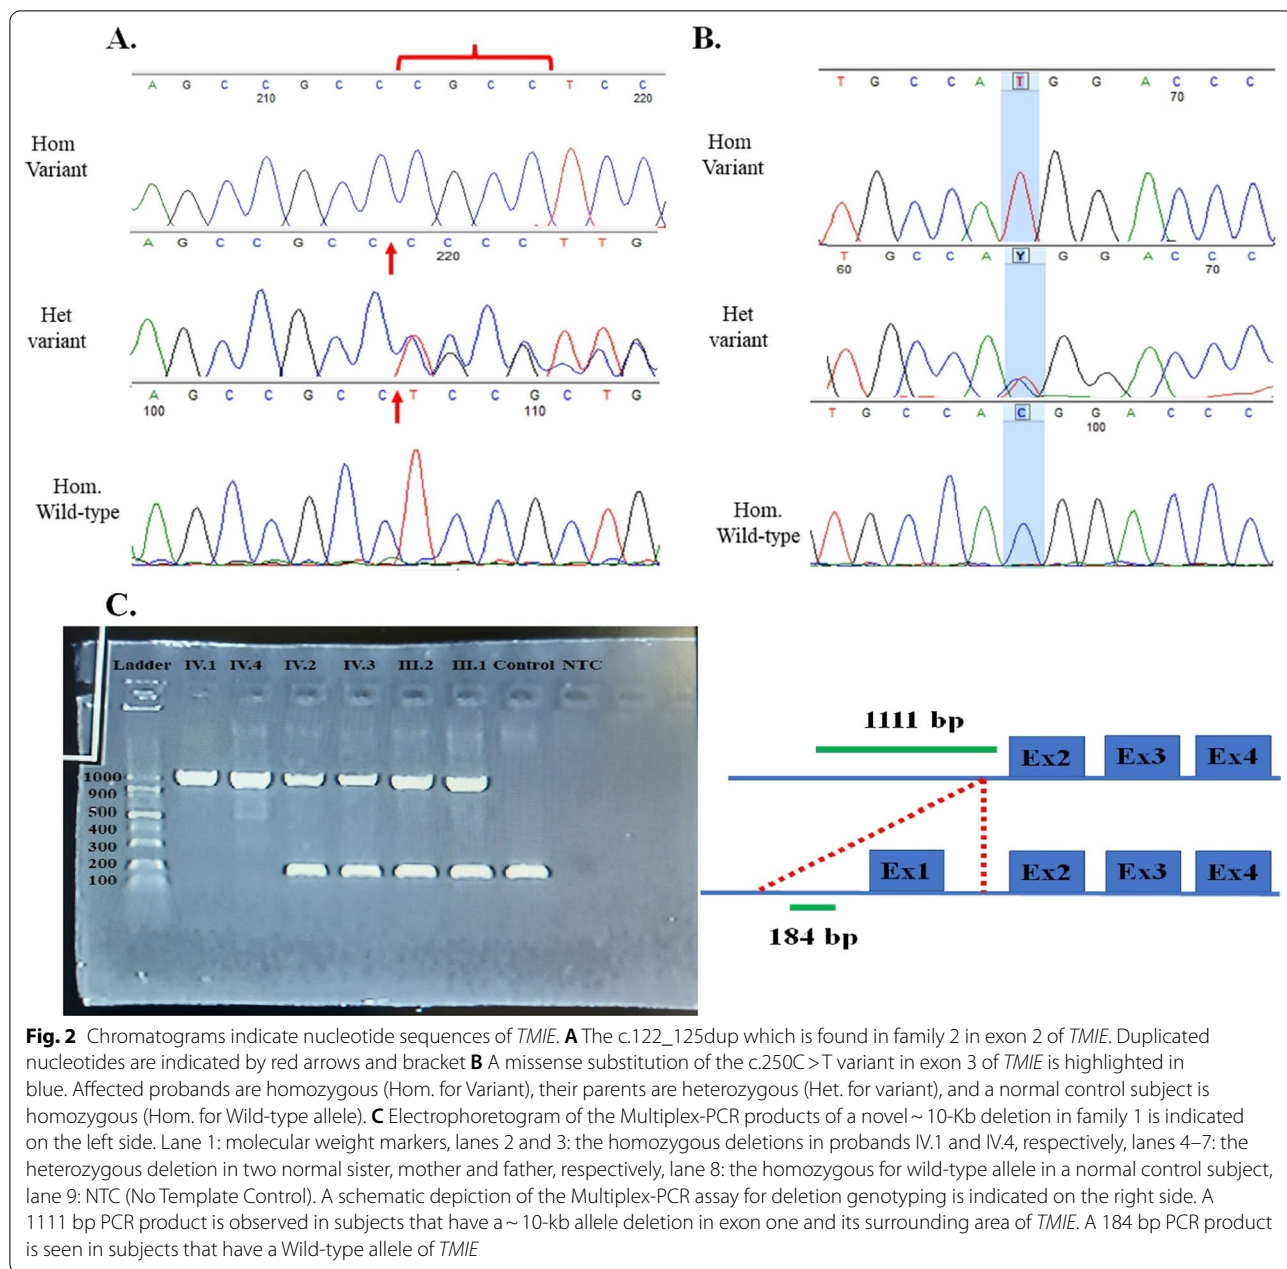 A.
A G C C G C C C G C C T C C
210 220
Hom
Variant
A G C C G C C C C C C T T G
220
Het
variant
A G C C G C C T C C G C T G
100 110
Hom.
Wild-type
B.
T G C C A T G G A C C C
70
Hom
Variant
T G C C A Y G G A C C C
60 70
Het
variant
T G C C A C G G A C C C
100
Hom.
Wild-type
C.
Ladder IV.1 IV.4 IV.2 IV.3 III.2 III.1 Control NTC
1000
900
500
400
300
200
100
1111 bp
Ex2 Ex3 Ex4
Ex1 Ex2 Ex3 Ex4
184 bp
Fig. 2 Chromatograms indicate nucleotide sequences of TMIE. A The c.122_125dup which is found in family 2 in exon 2 of TMIE. Duplicated
nucleotides are indicated by red arrows and bracket B A missense substitution of the c.250C > T variant in exon 3 of TMIE is highlighted in
blue. Affected probands are homozygous (Hom. for Variant), their parents are heterozygous (Het. for variant), and a normal control subject is
homozygous (Hom. for Wild-type allele). C Electrophoretogram of the Multiplex-PCR products of a novel ~ 10-Kb deletion in family 1 is indicated
on the left side. Lane 1: molecular weight markers, lanes 2 and 3: the homozygous deletions in probands IV.1 and IV.4, respectively, lanes 4–7: the
heterozygous deletion in two normal sister, mother and father, respectively, lane 8: the homozygous for wild-type allele in a normal control subject,
lane 9: NTC (No Template Control). A schematic depiction of the Multiplex-PCR assay for deletion genotyping is indicated on the right side. A
1111 bp PCR product is observed in subjects that have a ~ 10-kb allele deletion in exon one and its surrounding area of TMIE. A 184 bp PCR product
is seen in subjects that have a Wild-type allele of TMIE